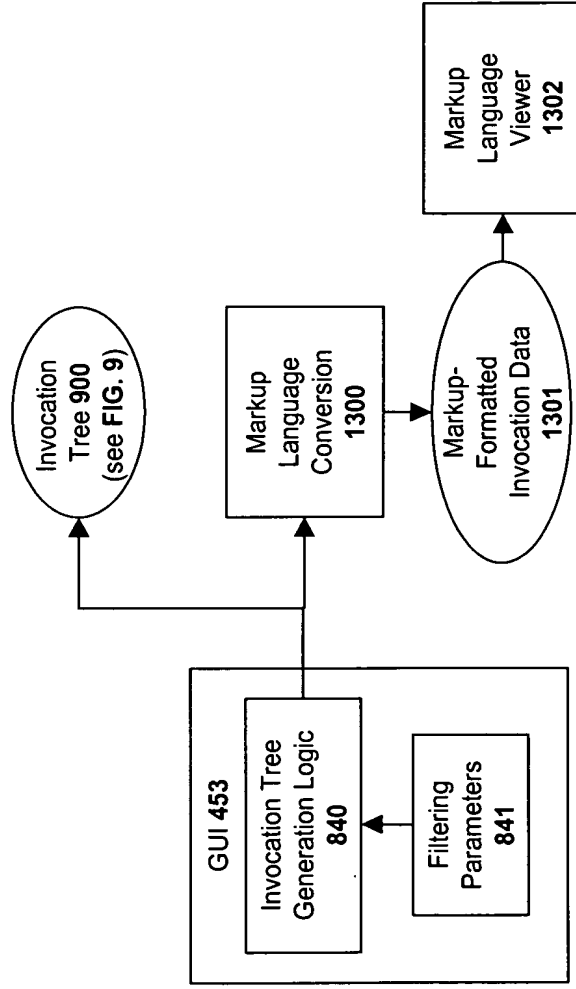 GUI 453
Invocation Tree
Generation Logic
840
Filtering
Parameters
841
Invocation
Tree 900
(see FIG. 9)
Markup
Language
Conversion
1300
Markup-
Formatted
Invocation Data
1301
Markup
Language
Viewer
1302